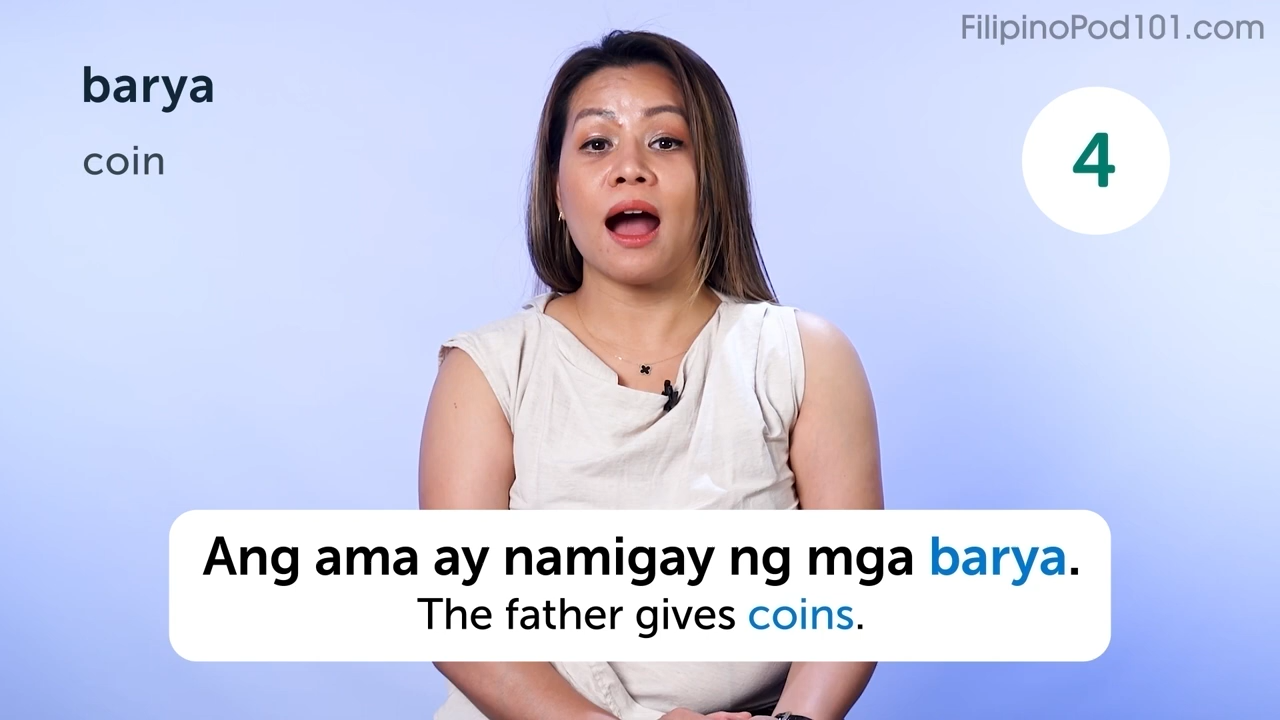 FilipinoPod101.com
barya
coin
4
Ang ama ay namigay ng mga barya.
The father gives coins.